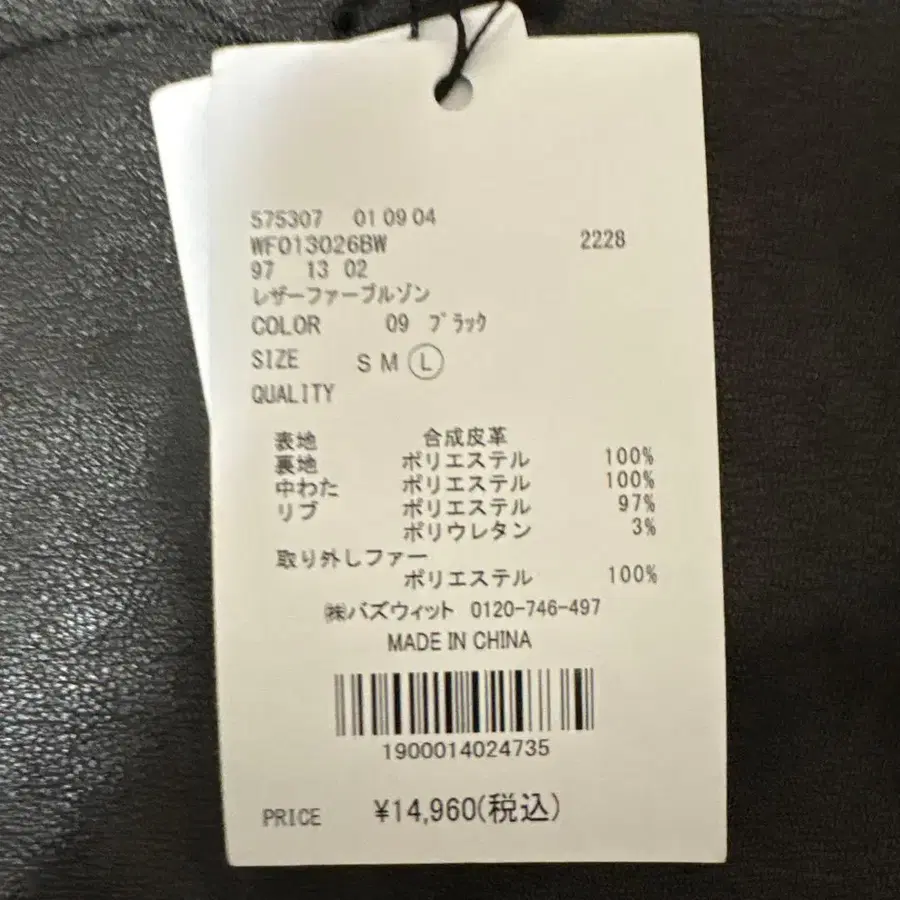 575307 01 09 04
WF013026BW 2228
97 13 02
レザーファーブルゾン
COLOR 09 ブラック
SIZE S M L
QUALITY
表地 合成皮革
裏地 ポリエステル 100%
中わた ポリエステル 100%
リブ ポリエステル 97%
ポリウレタン 3%
取り外しファー
ポリエステル 100%
㈱バズウィット 0120-746-497
MADE IN CHINA
1900014024735
PRICE ¥14,960(税込)